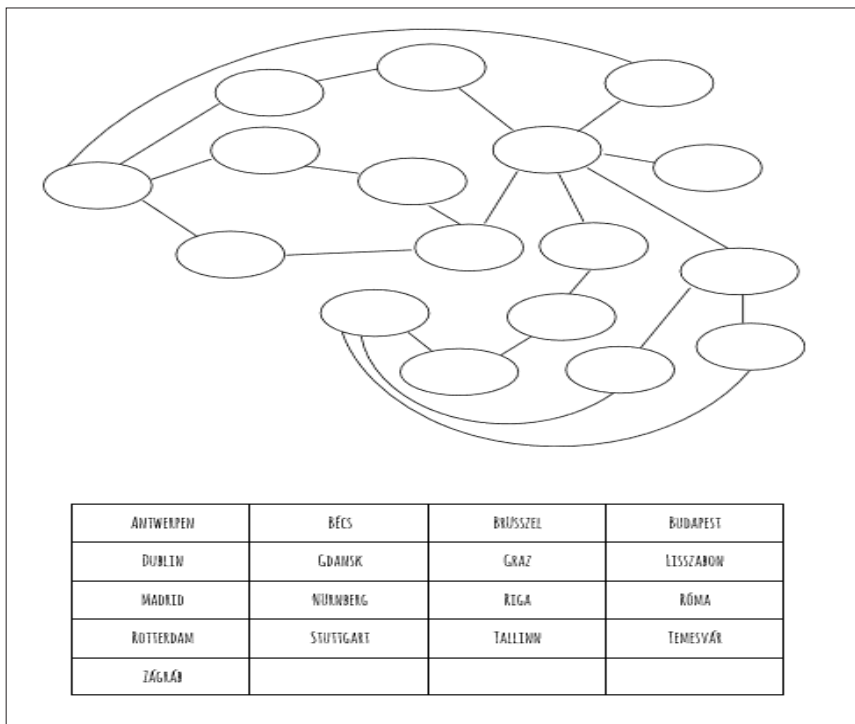 ANTWERPEN BÉCS BRÜSSZEL BUDAPEST
DUBLIN GDANSK GRAZ LISSZABON
MADRID NÜRNBERG RIGA RÓMA
ROTTERDAM STUTTGART TALLINN TEMESVÁR
ZÁGRÁB